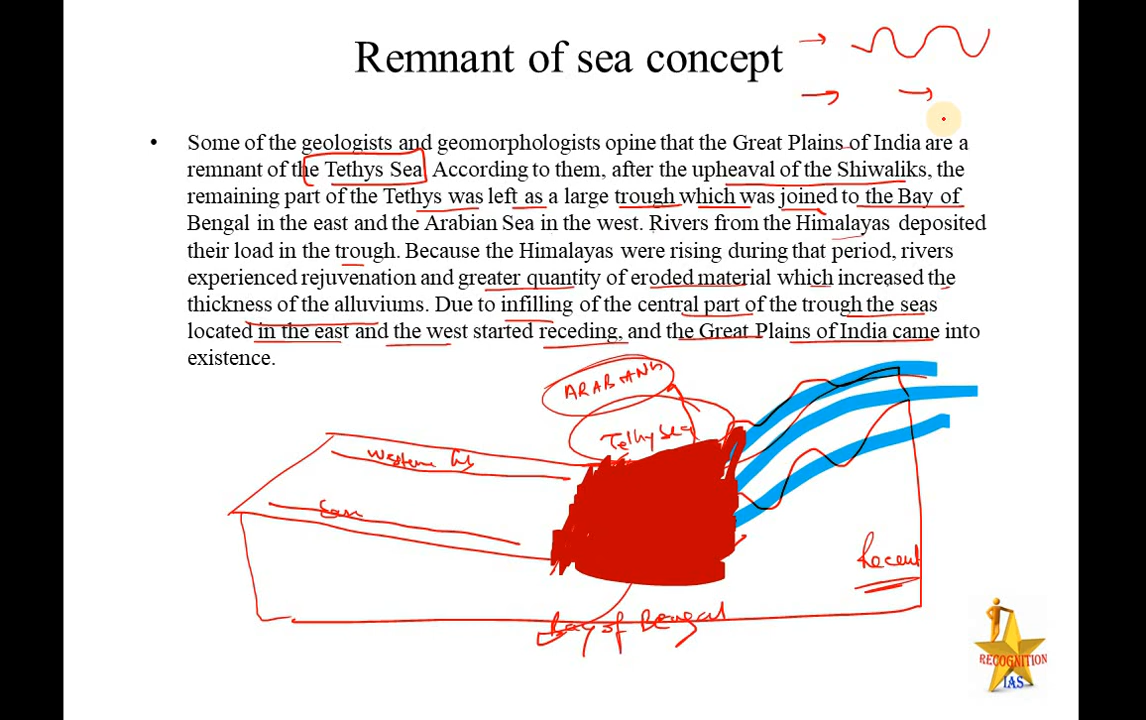 Remnant of sea concept
• Some of the geologists and geomorphologists opine that the Great Plains of India are a
remnant of the Tethys Sea. According to them, after the upheaval of the Shiwaliks, the
remaining part of the Tethys was left as a large trough which was joined to the Bay of
Bengal in the east and the Arabian Sea in the west. Rivers from the Himalayas deposited
their load in the trough. Because the Himalayas were rising during that period, rivers
experienced rejuvenation and greater quantity of eroded material which increased the
thickness of the alluviums. Due to infilling of the central part of the trough the seas
located in the east and the west started receding, and the Great Plains of India came into
existence.
ARABIAN
Tethy Sea
Western
Recent
Bay of Bengal
RECOGNITION
IAS